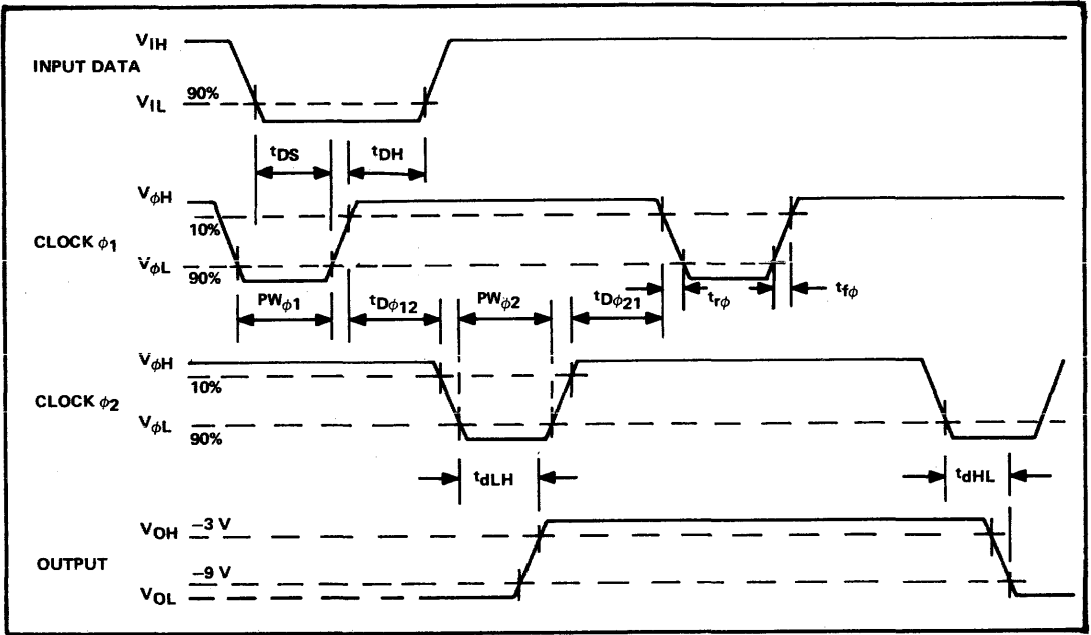 VIH
INPUT DATA
90%
VIL
tDS
tDH
VϕH
10%
CLOCK ϕ1
VϕL
90%
PWϕ1
tDϕ12
PWϕ2
tDϕ21
trϕ
tfϕ
VϕH
10%
CLOCK ϕ2
VϕL
90%
tdLH
tdHL
VOH
−3 V
OUTPUT
−9 V
VOL